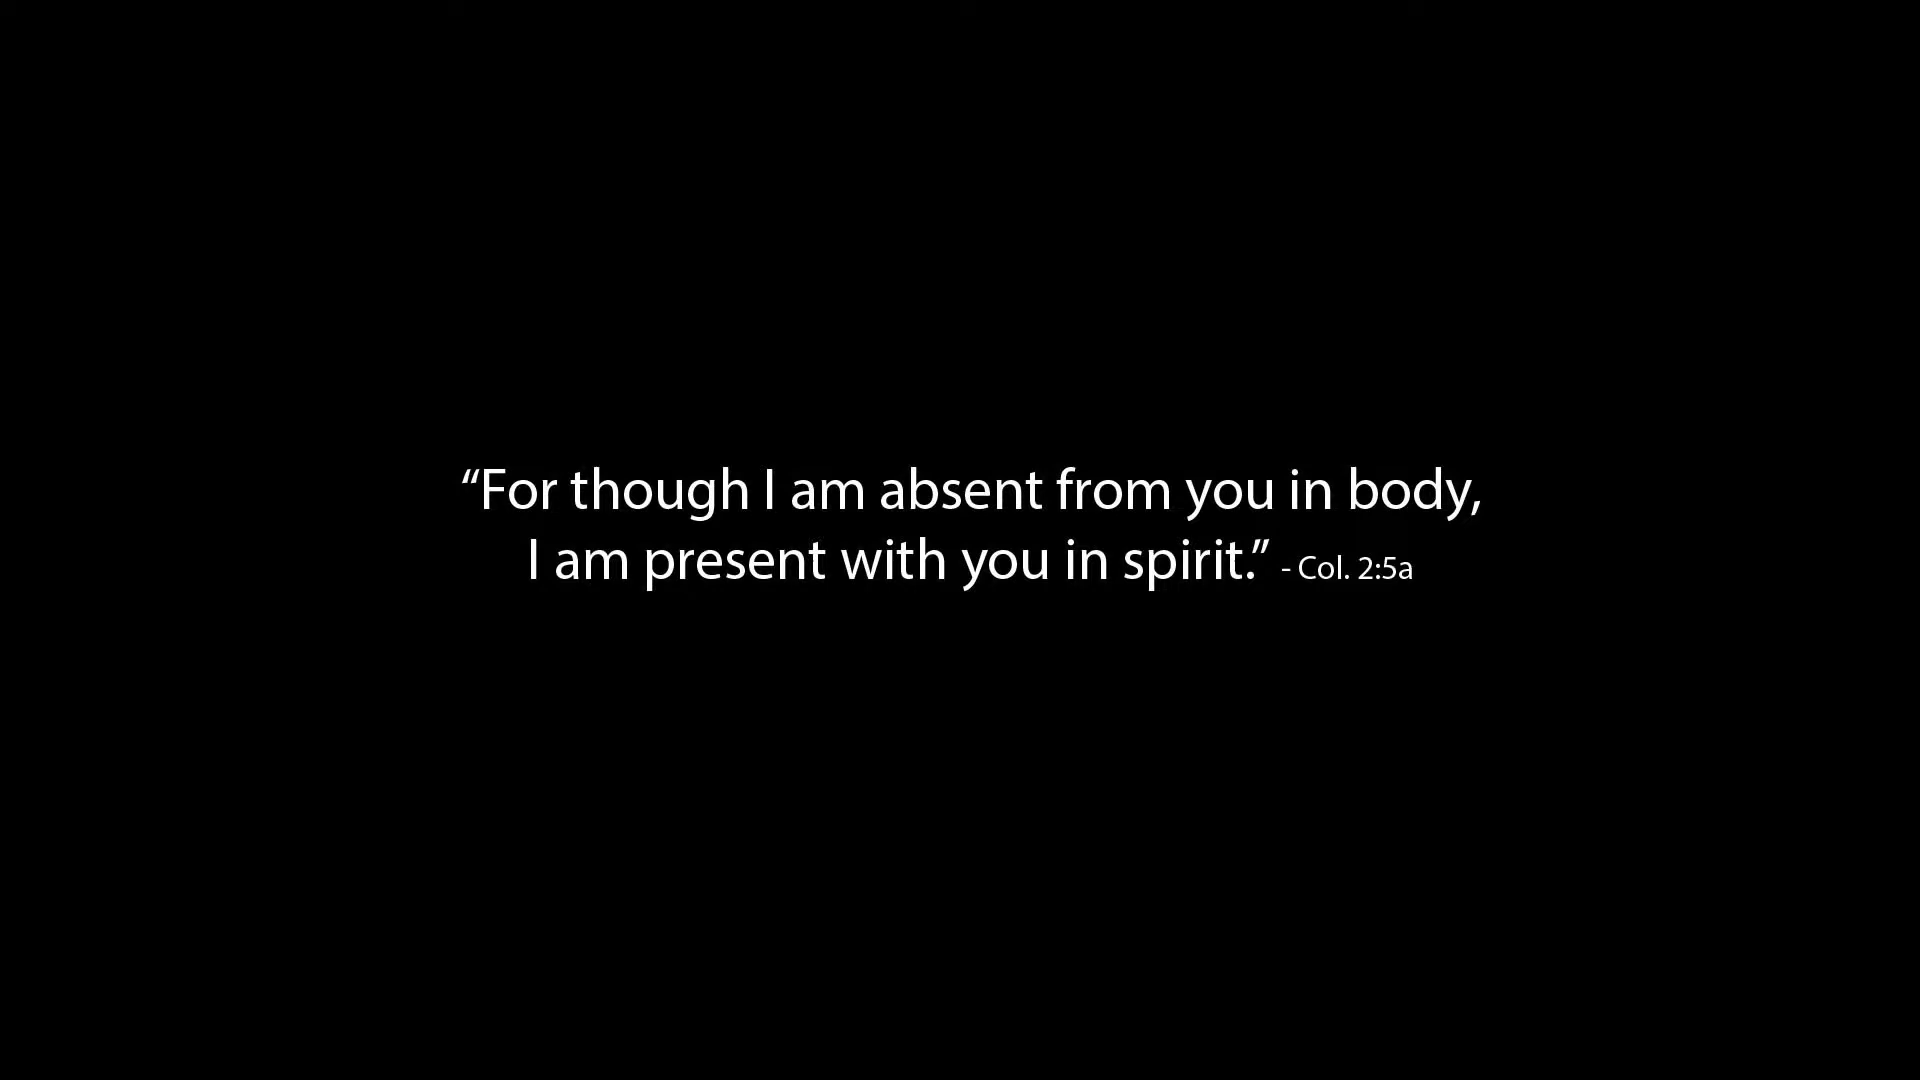 “For though I am absent from you in body,
I am present with you in spirit.” - Col. 2:5a